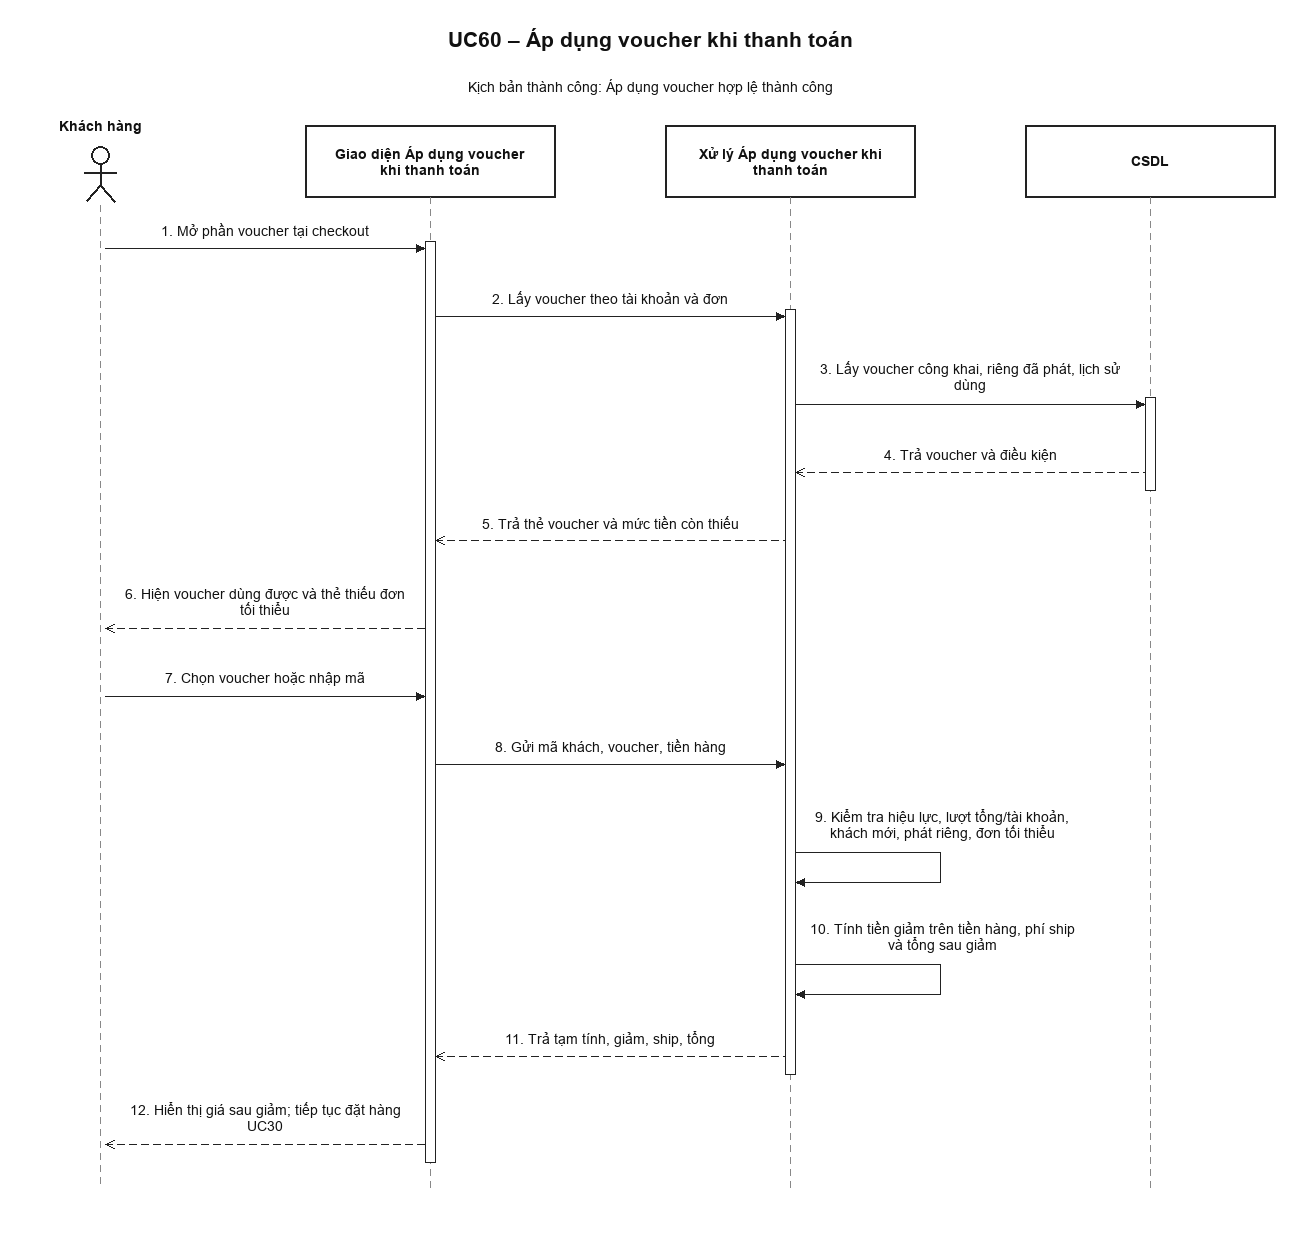 UC60 – Áp dụng voucher khi thanh toán
Kịch bản thành công: Áp dụng voucher hợp lệ thành công
Khách hàng
Giao diện Áp dụng voucher
khi thanh toán
Xử lý Áp dụng voucher khi
thanh toán
CSDL
1. Mở phần voucher tại checkout
2. Lấy voucher theo tài khoản và đơn
3. Lấy voucher công khai, riêng đã phát, lịch sử
dùng
4. Trả voucher và điều kiện
5. Trả thẻ voucher và mức tiền còn thiếu
6. Hiện voucher dùng được và thẻ thiếu đơn
tối thiểu
7. Chọn voucher hoặc nhập mã
8. Gửi mã khách, voucher, tiền hàng
9. Kiểm tra hiệu lực, lượt tổng/tài khoản,
khách mới, phát riêng, đơn tối thiểu
10. Tính tiền giảm trên tiền hàng, phí ship
và tổng sau giảm
11. Trả tạm tính, giảm, ship, tổng
12. Hiển thị giá sau giảm; tiếp tục đặt hàng
UC30